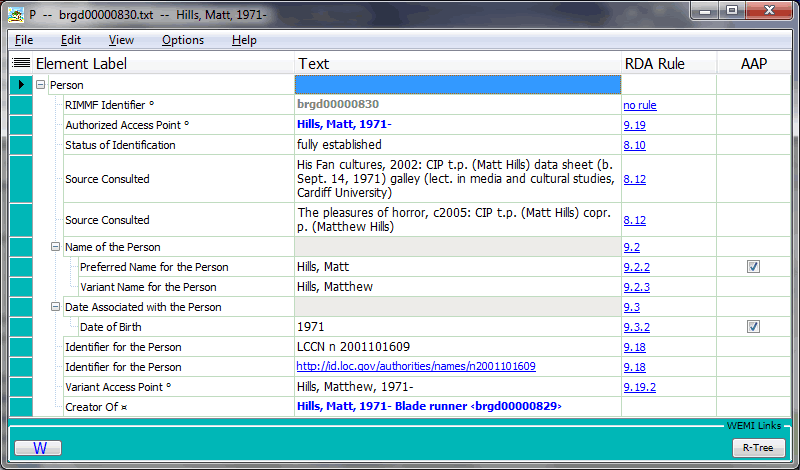 P -- brgd00000830.txt -- Hills, Matt, 1971-
File Edit View Options Help
Element Label Text RDA Rule AAP
Person
RIMMF Identifier ° brgd00000830 no rule
Authorized Access Point ° Hills, Matt, 1971- 9.19
Status of Identification fully established 8.10
His Fan cultures, 2002: CIP t.p. (Matt Hills) data sheet (b.
Source Consulted Sept. 14, 1971) galley (lect. in media and cultural studies, 8.12
Cardiff University)
Source Consulted The pleasures of horror, c2005: CIP t.p. (Matt Hills) copr. 8.12
p. (Matthew Hills)
Name of the Person 9.2
Preferred Name for the Person Hills, Matt 9.2.2
Variant Name for the Person Hills, Matthew 9.2.3
Date Associated with the Person 9.3
Date of Birth 1971 9.3.2
Identifier for the Person LCCN n 2001101609 9.18
Identifier for the Person http://id.loc.gov/authorities/names/n2001101609 9.18
Variant Access Point ° Hills, Matthew, 1971- 9.19.2
Creator Of ¤ Hills, Matt, 1971- Blade runner <brgd00000829>
WEMI Links
W R-Tree